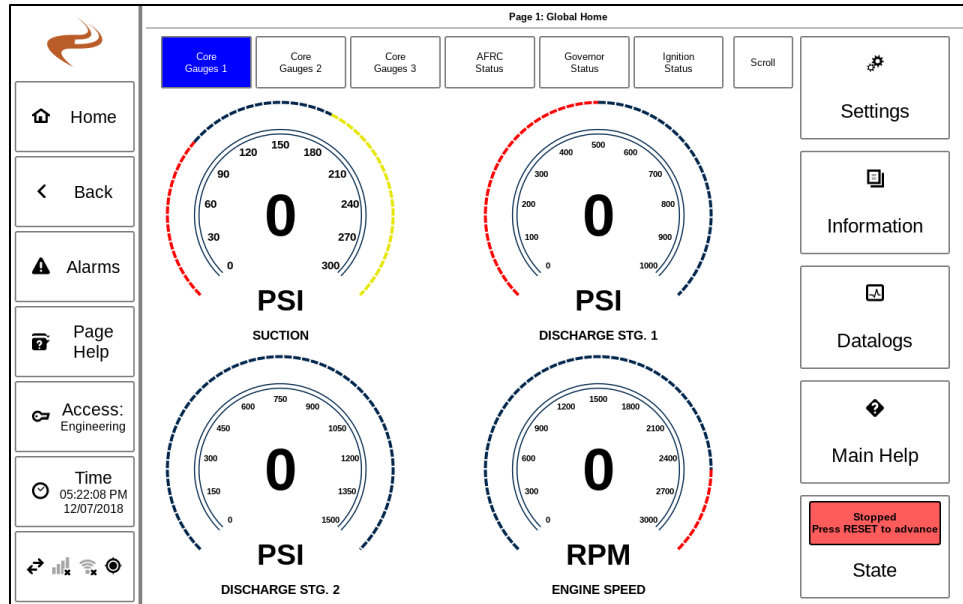 Page 1: Global Home
Home
Back
Alarms
Page
Help
Access:
Engineering
Time
05:22:08 PM
12/07/2018
Core
Gauges 1
Core
Gauges 2
Core
Gauges 3
AFRC
Status
Governor
Status
Ignition
Status
Scroll
0
30
60
90
120
150
180
210
240
270
300
0
PSI
SUCTION
0
100
200
300
400
500
600
700
800
900
1000
0
PSI
DISCHARGE STG. 1
0
150
300
450
600
750
900
1050
1200
1350
1500
0
PSI
DISCHARGE STG. 2
0
300
600
900
1200
1500
1800
2100
2400
2700
3000
0
RPM
ENGINE SPEED
Settings
Information
Datalogs
Main Help
Stopped
Press RESET to advance
State